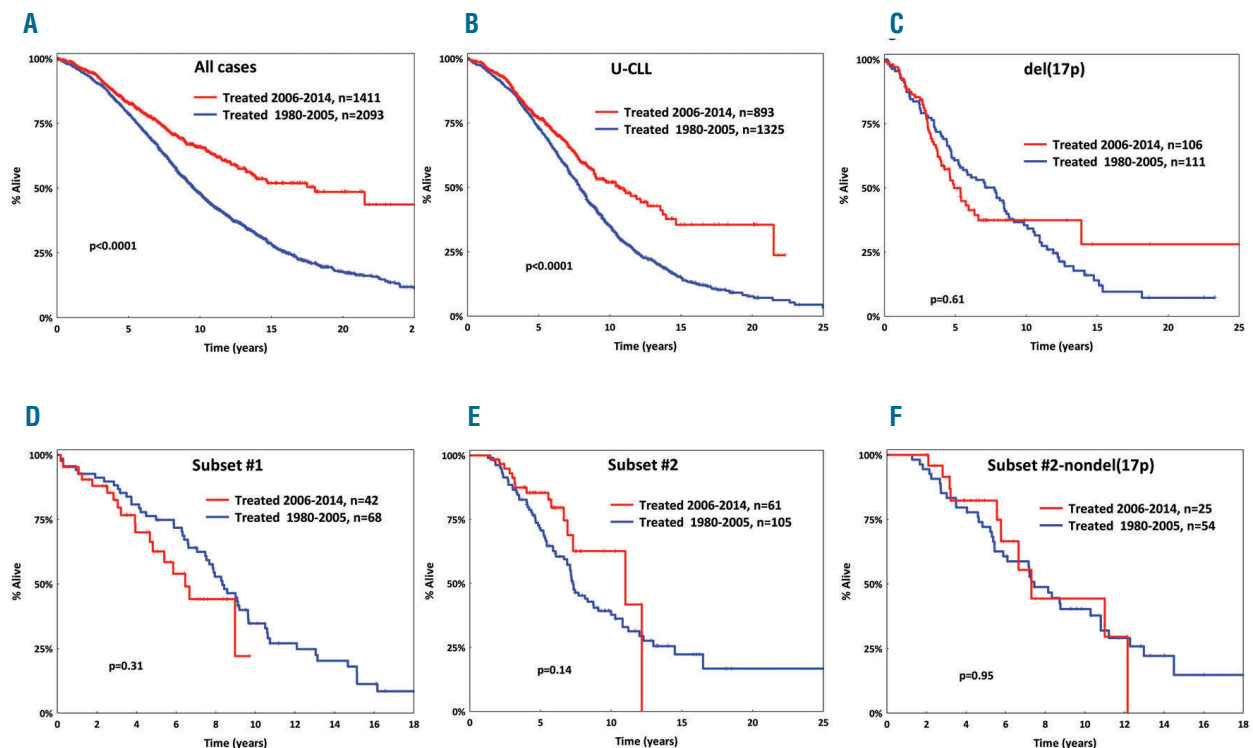 A
All cases
Treated 2006-2014, n=1411
Treated 1980-2005, n=2093
100%
75%
50%
25%
0%
% Alive
p<0.0001
0 5 10 15 20 2
Time (years)
B
U-CLL
Treated 2006-2014, n=893
Treated 1980-2005, n=1325
100%
75%
50%
25%
0%
% Alive
p<0.0001
0 5 10 15 20 25
Time (years)
C
del(17p)
Treated 2006-2014, n=106
Treated 1980-2005, n=111
100%
75%
50%
25%
0%
% Alive
p=0.61
0 5 10 15 20 25
Time (years)
D
Subset #1
Treated 2006-2014, n=42
Treated 1980-2005, n=68
100%
75%
50%
25%
0%
% Alive
p=0.31
0 2 4 6 8 10 12 14 16 18
Time (years)
E
Subset #2
Treated 2006-2014, n=61
Treated 1980-2005, n=105
100%
75%
50%
25%
0%
% Alive
p=0.14
0 5 10 15 20 25
Time (years)
F
Subset #2-nondel(17p)
Treated 2006-2014, n=25
Treated 1980-2005, n=54
100%
75%
50%
25%
0%
% Alive
p=0.95
0 2 4 6 8 10 12 14 16 18
Time (years)